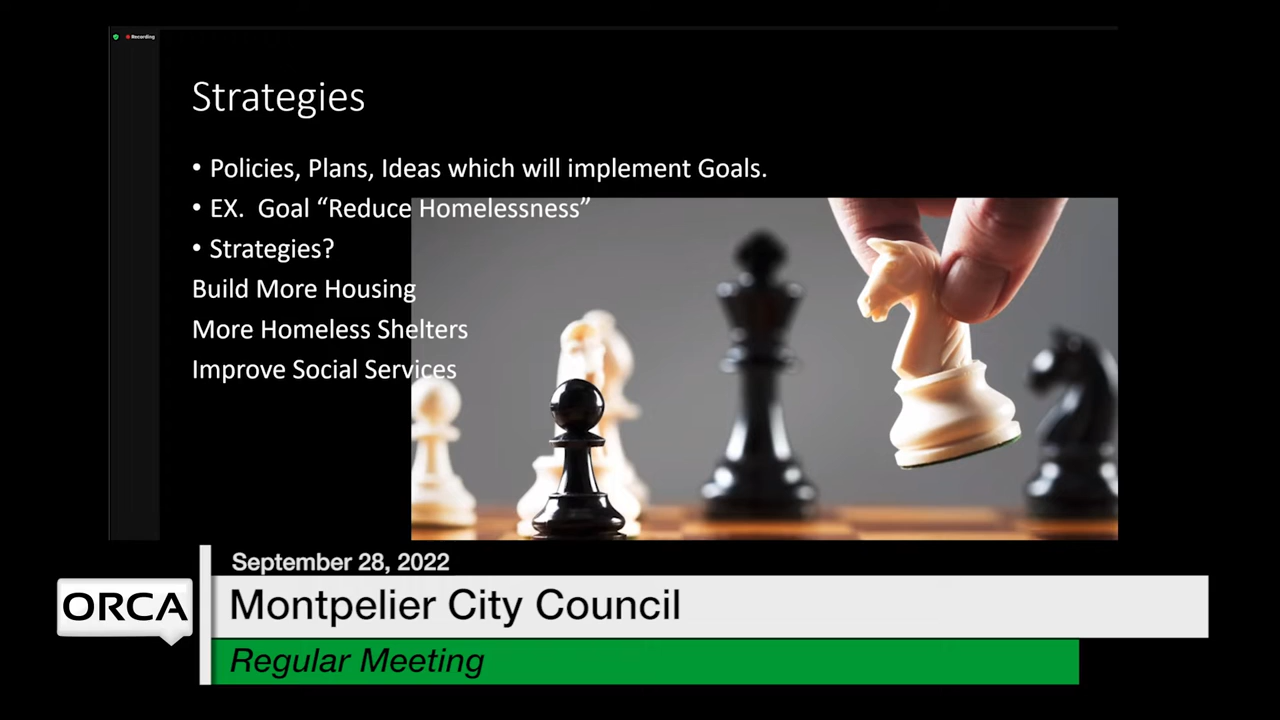 Recording
Strategies
• Policies, Plans, Ideas which will implement Goals.
• EX. Goal “Reduce Homelessness”
• Strategies?
Build More Housing
More Homeless Shelters
Improve Social Services
September 28, 2022
ORCA
Montpelier City Council
Regular Meeting